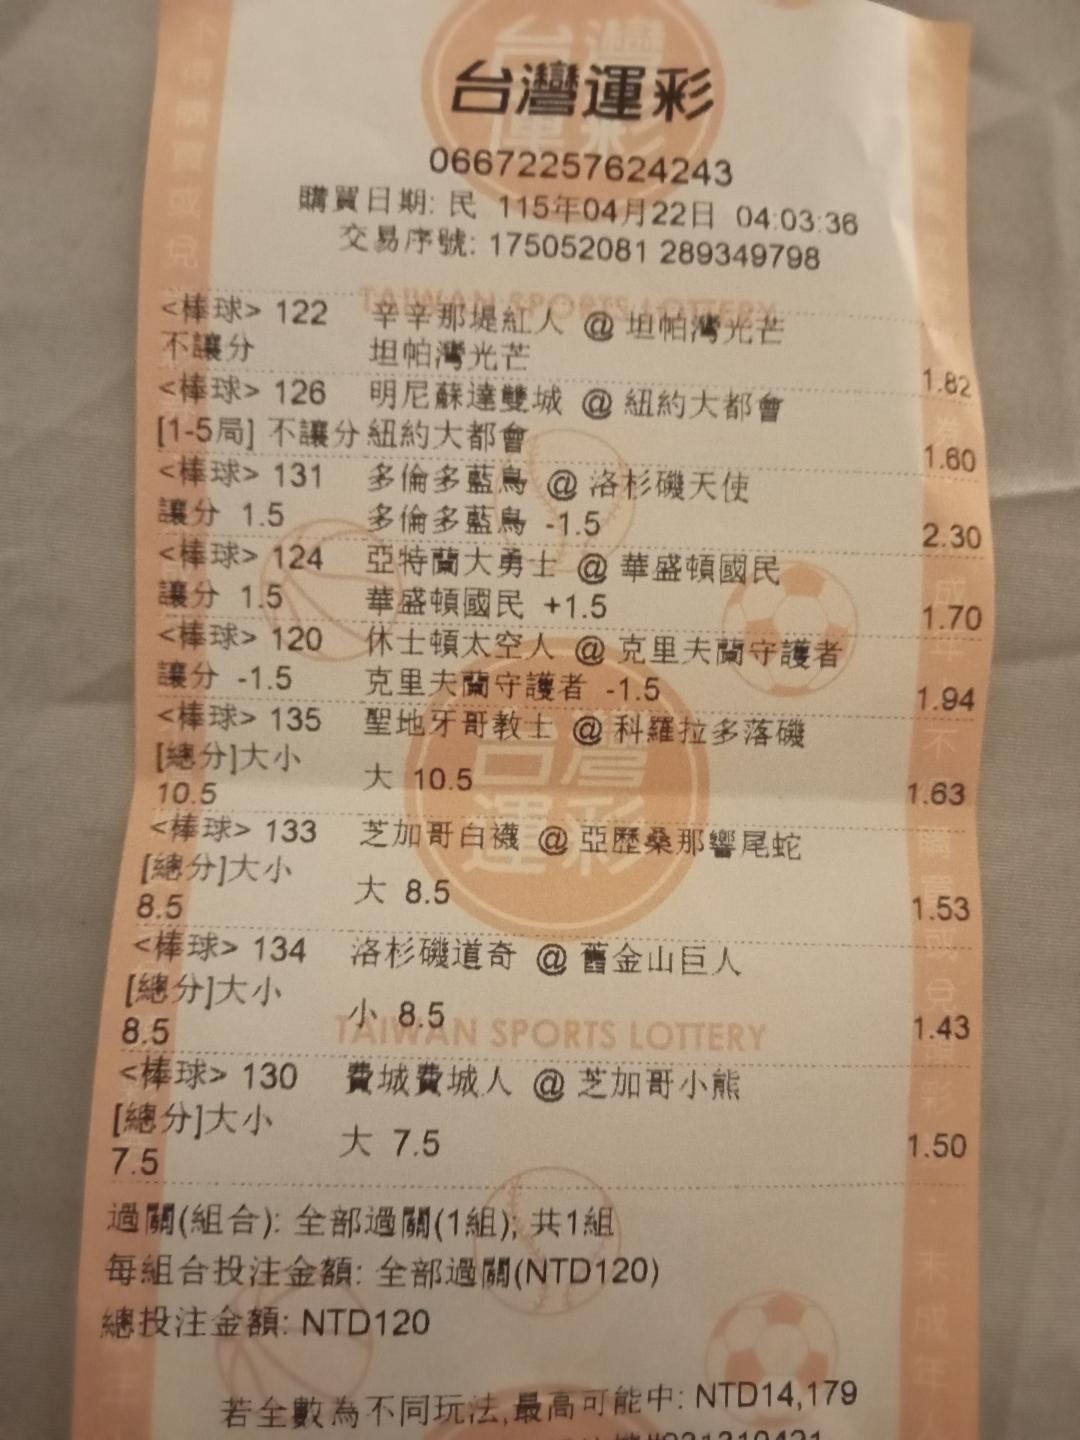 台灣運彩
06672257624243
購買日期: 民 115年04月22日 04:03:36
交易序號: 175052081 289349798
TAIWAN SPORTS LOTTERY
<棒球> 122 辛辛那堤紅人 @ 坦帕灣光芒
不讓分 坦帕灣光芒 1.82
<棒球> 126 明尼蘇達雙城 @ 紐約大都會
[1-5局] 不讓分 紐約大都會 1.60
<棒球> 131 多倫多藍鳥 @ 洛杉磯天使
讓分 1.5 多倫多藍鳥 -1.5 2.30
<棒球> 124 亞特蘭大勇士 @ 華盛頓國民
讓分 1.5 華盛頓國民 +1.5 1.70
<棒球> 120 休士頓太空人 @ 克里夫蘭守護者
讓分 -1.5 克里夫蘭守護者 -1.5 1.94
<棒球> 135 聖地牙哥教士 @ 科羅拉多落磯
[總分]大小 大 10.5
10.5 1.63
<棒球> 133 芝加哥白襪 @ 亞歷桑那響尾蛇
[總分]大小 大 8.5
8.5 1.53
<棒球> 134 洛杉磯道奇 @ 舊金山巨人
[總分]大小 小 8.5
8.5 1.43
TAIWAN SPORTS LOTTERY
<棒球> 130 費城費城人 @ 芝加哥小熊
[總分]大小 大 7.5
7.5 1.50
過關(組合): 全部過關(1組); 共1組
每組合投注金額: 全部過關(NTD120)
總投注金額: NTD120
若全數為不同玩法,最高可能中: NTD14,179